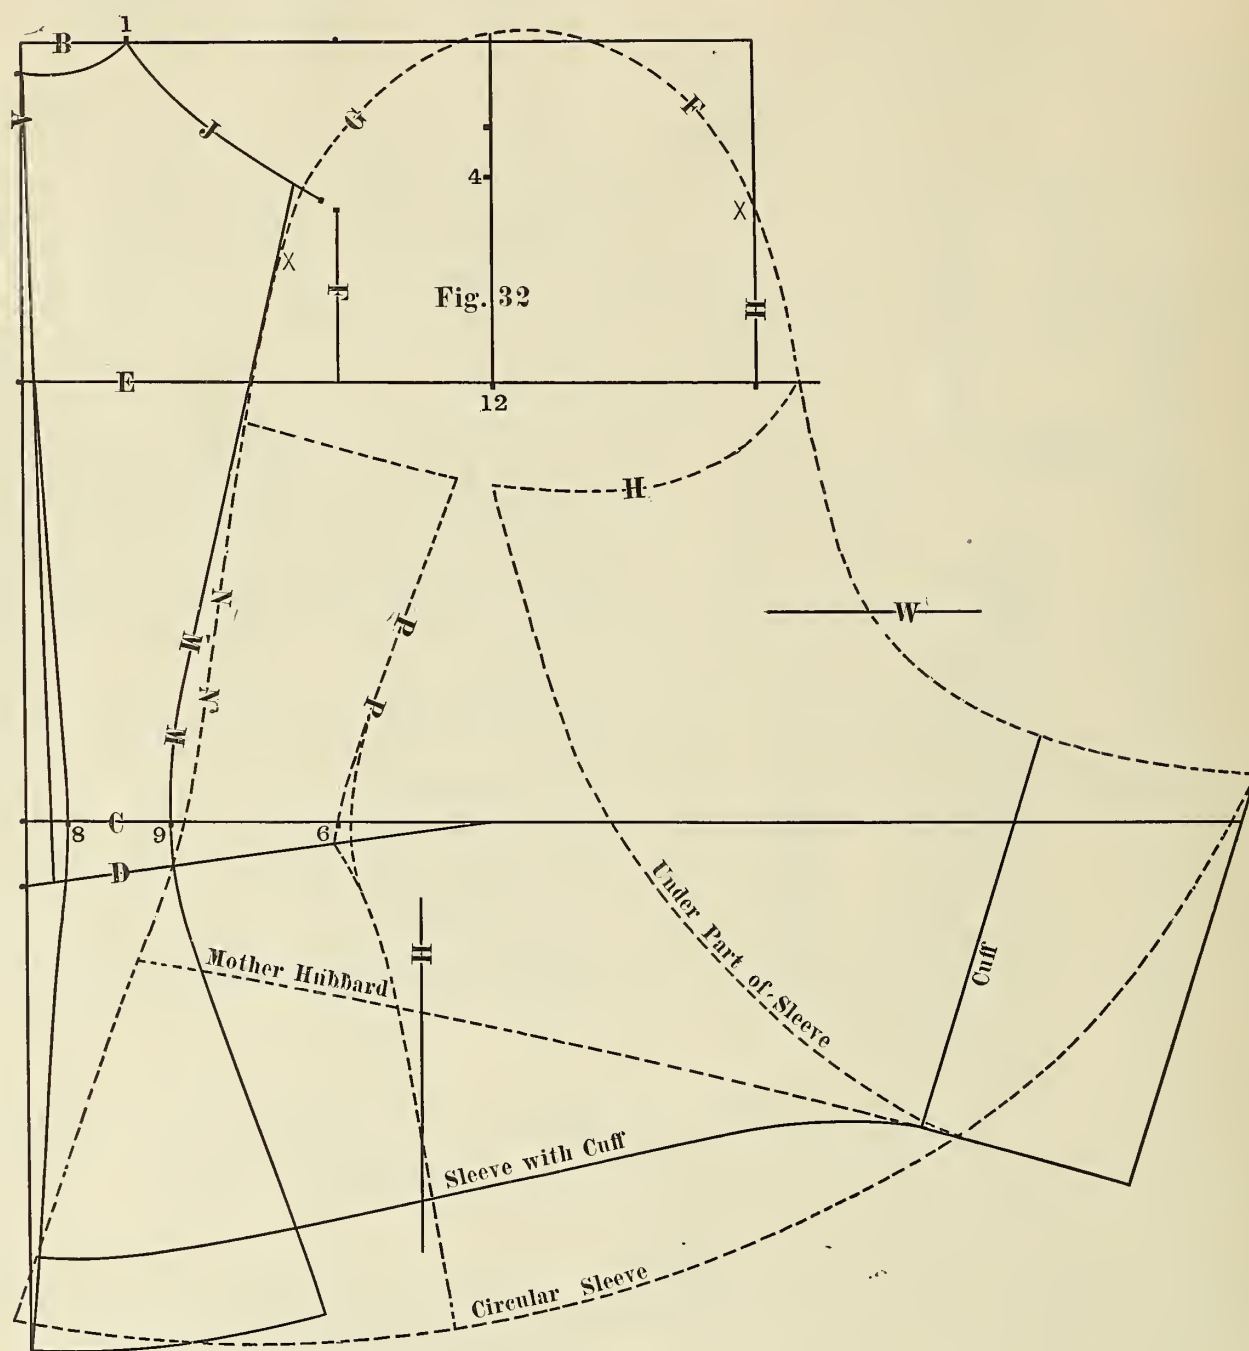 1
B
A
J
G
F
4
X
X
E
Fig. 32
H
E
12
H
N
W
P
M
N
P
M
8
C
9
6
D
Under Part of Sleeve
H
Cuff
Mother Hubbard
Sleeve with Cuff
Circular Sleeve